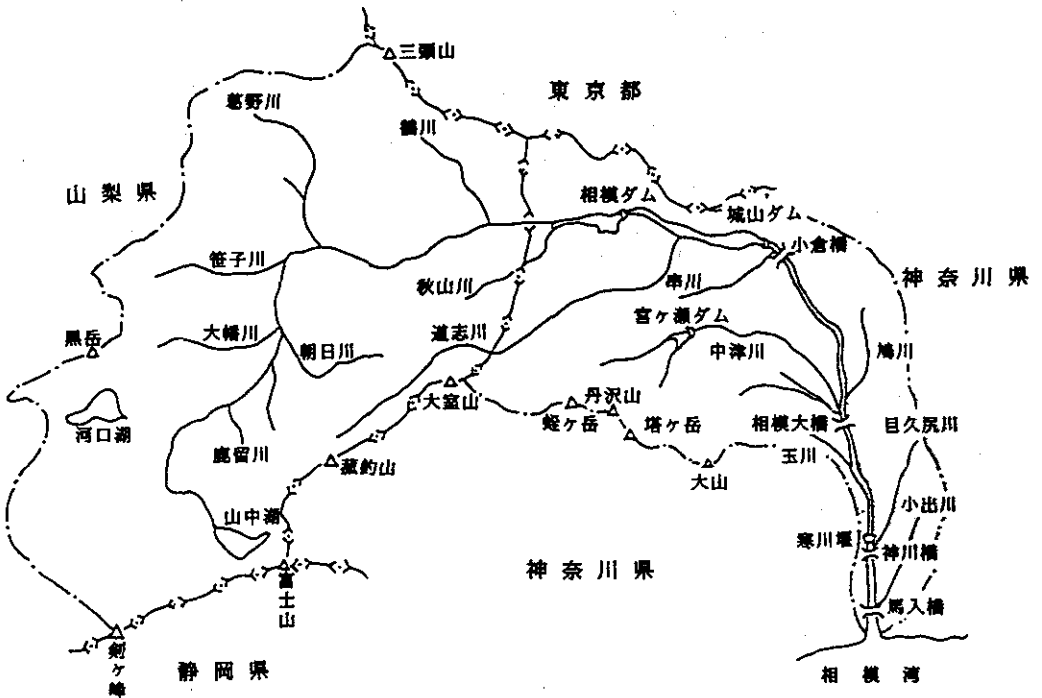 三頭山
東京都
葛野川
鶴川
山梨県
相模ダム
城山ダム
小倉橋
笹子川
秋山川
串川
神奈川県
宮ヶ瀬ダム
道志川
大幡川
朝日川
中津川
鳩川
黒岳
大室山
丹沢山
蛭ヶ岳
塔ヶ岳
相模大橋
目久尻川
河口湖
鹿留川
菰釣山
大山
玉川
小出川
山中湖
寒川堰
神川橋
神奈川県
富士山
馬入橋
剣ヶ峰
静岡県
相模湾